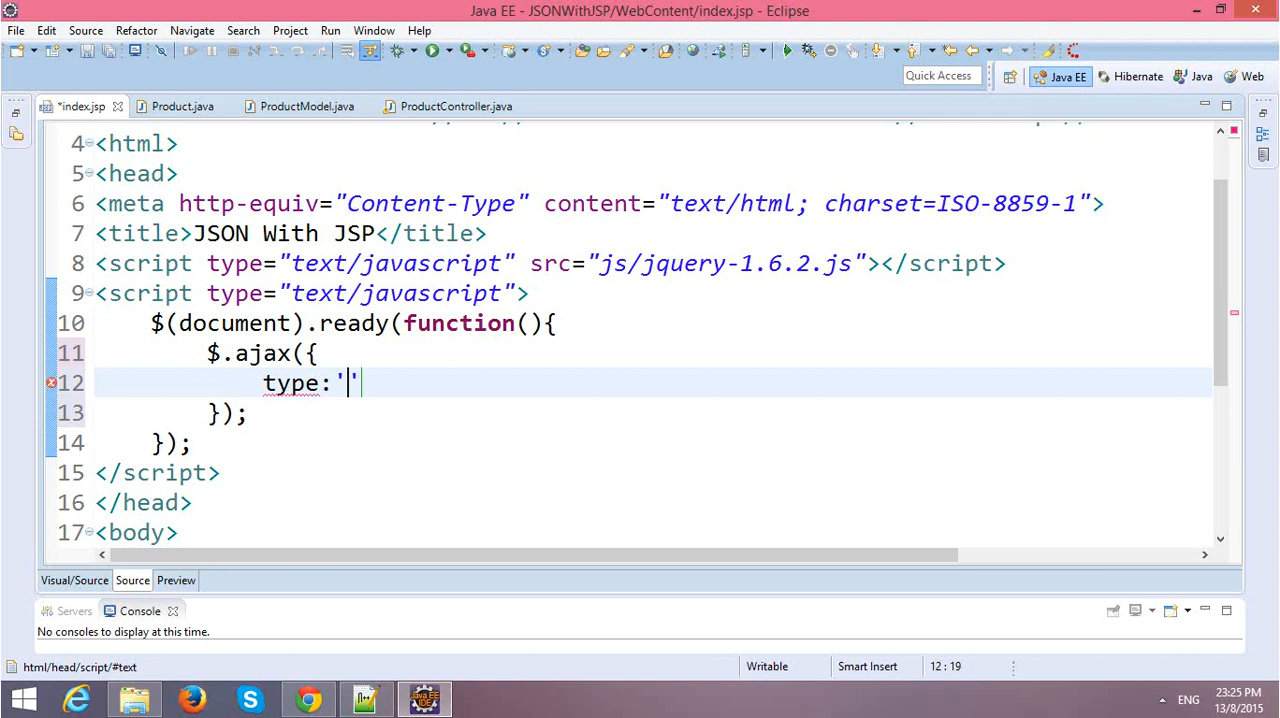 Java EE - JSONWithJSP/WebContent/index.jsp - Eclipse
File Edit Source Refactor Navigate Search Project Run Window Help
Quick Access
Java EE Hibernate Java Web
*index.jsp Product.java ProductModel.java ProductController.java
4 <html>
5 <head>
6 <meta http-equiv="Content-Type" content="text/html; charset=ISO-8859-1">
7 <title>JSON With JSP</title>
8 <script type="text/javascript" src="js/jquery-1.6.2.js"></script>
9 <script type="text/javascript">
10 $(document).ready(function(){
11 $.ajax({
12 type:''
13 });
14 });
15 </script>
16 </head>
17 <body>
Visual/Source Source Preview
Servers Console
No consoles to display at this time.
html/head/script/#text Writable Smart Insert 12 : 19
ENG 23:25 PM
13/8/2015